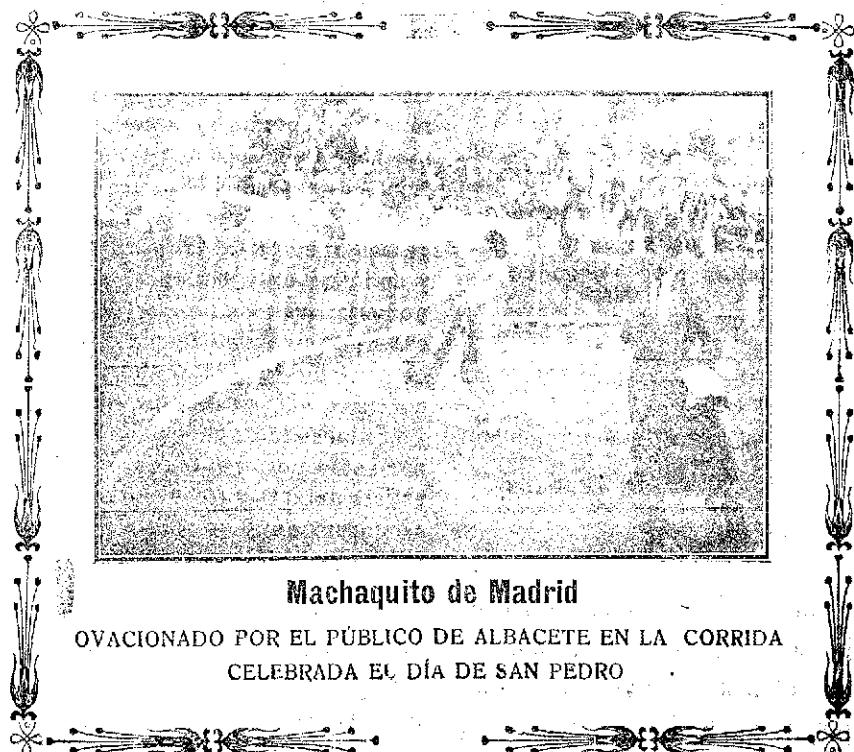 Machaquito de Madrid
OVACIONADO POR EL PÚBLICO DE ALBACETE EN LA CORRIDA
CELEBRADA EL DÍA DE SAN PEDRO